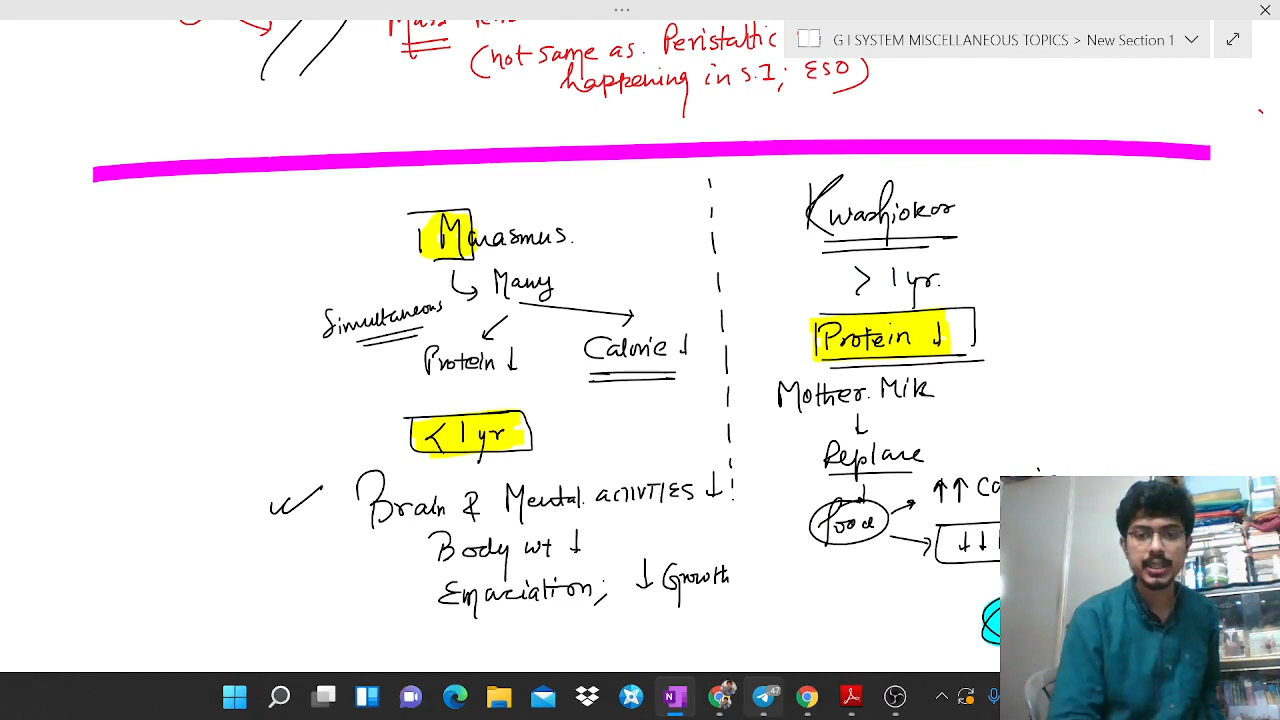 G.I SYSTEM MISCELLANEOUS TOPICS > New Section 1
(not same as. Peristaltic
happening in S.I; ESO)
Marasmus.
Many
Simultaneous
Protein ↓
Calorie ↓
< 1 yr
Brain & Mental. ACTIVITIES ↓
Body wt ↓
Emaciation; ↓ Growth
Kwashiokor
> 1 yr.
Protein ↓
Mother. Milk
↓
Replace
↓
food
↑↑
↓↓
47